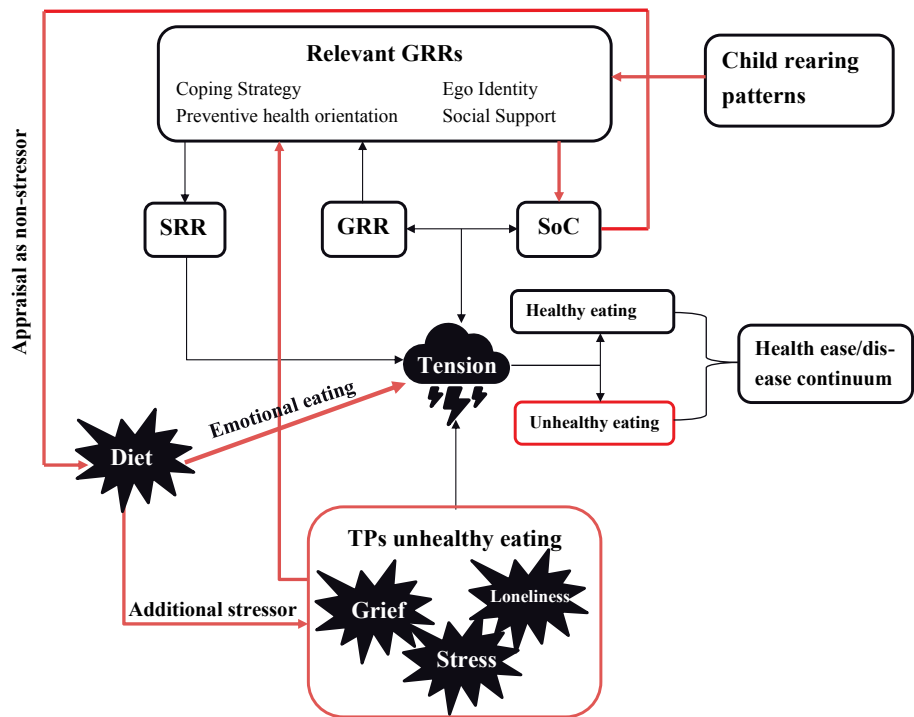 Relevant GRRs
Coping Strategy
Ego Identity
Preventive health orientation
Social Support
Child rearing
patterns
Appraisal as non-stressor
SRR
GRR
SoC
Healthy eating
Tension
Health ease/dis-
ease continuum
Unhealthy eating
Emotional eating
Diet
TPs unhealthy eating
Loneliness
Grief
Additional stressor
Stress